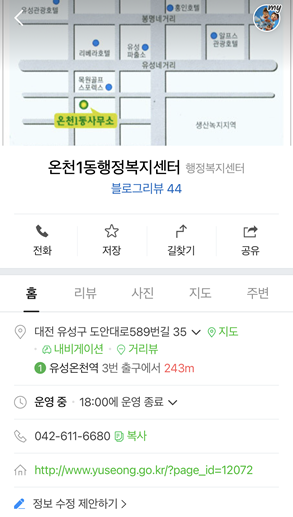 유성관광호텔
봉명네거리
홍인호텔
my
리베라호텔
유성
파출소
알프스
관광호텔
유성네거리
목원골프
스포렉스
온천1동사무소
생산녹지지역
온천1동행정복지센터 행정복지센터
블로그리뷰 44
전화 저장 길찾기 공유
홈 리뷰 사진 지도 주변
대전 유성구 도안대로589번길 35 지도
· 내비게이션 · 거리뷰
1 유성온천역 3번 출구에서 243m
운영 중 · 18:00에 운영 종료
042-611-6680 복사
http://www.yuseong.go.kr/?page_id=12072
정보 수정 제안하기 >